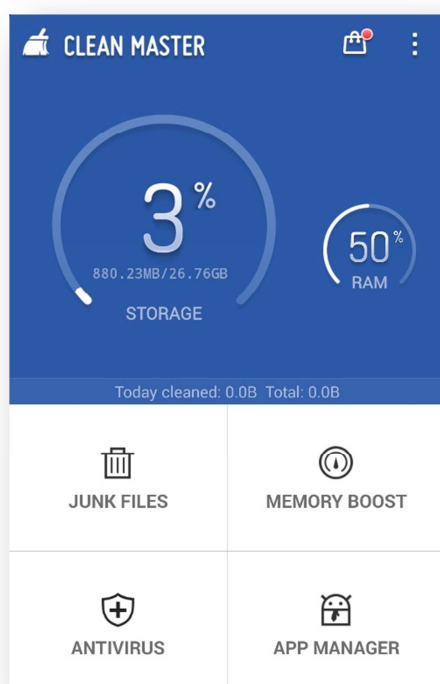 CLEAN MASTER
3%
880.23MB/26.76GB
STORAGE
50%
RAM
Today cleaned: 0.0B Total: 0.0B
JUNK FILES
MEMORY BOOST
ANTIVIRUS
APP MANAGER